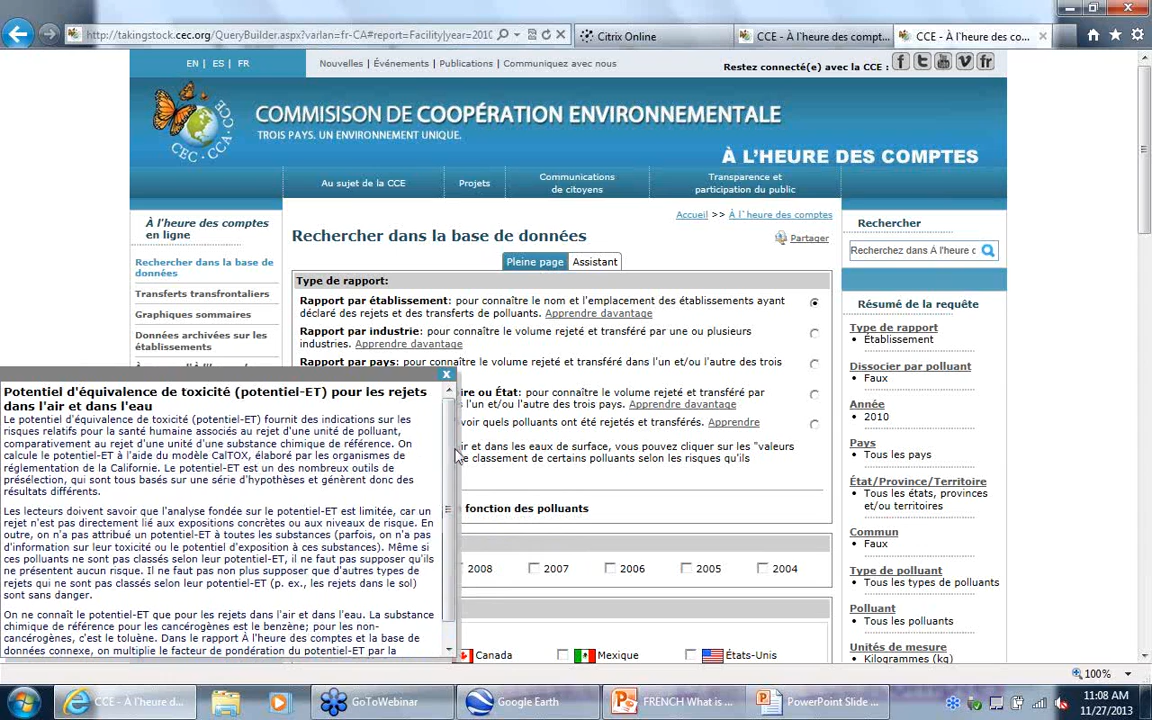 http://takingstock.cec.org/QueryBuilder.aspx?varlan=fr-CA#report=Facility|year=2010
Citrix Online
CCE - À l`heure des compt...
CCE - À l`heure des co...
EN | ES | FR
Nouvelles | Événements | Publications | Communiquez avec nous
Restez connecté(e) avec la CCE :
CEC·CCA·CCE
COMMISISON DE COOPÉRATION ENVIRONNEMENTALE
TROIS PAYS. UN ENVIRONNEMENT UNIQUE.
À L'HEURE DES COMPTES
Au sujet de la CCE
Projets
Communications
de citoyens
Transparence et
participation du public
À l'heure des comptes
en ligne
Rechercher dans la base de
données
Transferts transfrontaliers
Graphiques sommaires
Données archivées sur les
établissements
Accueil >> À l`heure des comptes
Rechercher dans la base de données
Partager
Pleine page
Assistant
Type de rapport:
Rapport par établissement: pour connaître le nom et l'emplacement des établissements ayant
déclaré des rejets et des transferts de polluants. Apprendre davantage
Rapport par industrie: pour connaître le volume rejeté et transféré par une ou plusieurs
industries. Apprendre davantage
Rapport par pays: pour connaître le volume rejeté et transféré dans l'un et/ou l'autre des trois
ire ou État: pour connaître le volume rejeté et transféré par
s l'un et/ou l'autre des trois pays. Apprendre davantage
voir quels polluants ont été rejetés et transférés. Apprendre
ir et dans les eaux de surface, vous pouvez cliquer sur les "valeurs
e classement de certains polluants selon les risques qu'ils
e fonction des polluants
2008
2007
2006
2005
2004
Canada
Mexique
États-Unis
Potentiel d'équivalence de toxicité (potentiel-ET) pour les rejets
dans l'air et dans l'eau
Le potentiel d'équivalence de toxicité (potentiel-ET) fournit des indications sur les
risques relatifs pour la santé humaine associés au rejet d'une unité de polluant,
comparativement au rejet d'une unité d'une substance chimique de référence. On
calcule le potentiel-ET à l'aide du modèle CalTOX, élaboré par les organismes de
réglementation de la Californie. Le potentiel-ET est un des nombreux outils de
présélection, qui sont tous basés sur une série d'hypothèses et génèrent donc des
résultats différents.
Les lecteurs doivent savoir que l'analyse fondée sur le potentiel-ET est limitée, car un
rejet n'est pas directement lié aux expositions concrètes ou aux niveaux de risque. En
outre, on n'a pas attribué un potentiel-ET à toutes les substances (parfois, on n'a pas
d'information sur leur toxicité ou le potentiel d'exposition à ces substances). Même si
ces polluants ne sont pas classés selon leur potentiel-ET, il ne faut pas supposer qu'ils
ne présentent aucun risque. Il ne faut pas non plus supposer que d'autres types de
rejets qui ne sont pas classés selon leur potentiel-ET (p. ex., les rejets dans le sol)
sont sans danger.
On ne connaît le potentiel-ET que pour les rejets dans l'air et dans l'eau. La substance
chimique de référence pour les cancérogènes est le benzène; pour les non-
cancérogènes, c'est le toluène. Dans le rapport À l'heure des comptes et la base de
données connexe, on multiplie le facteur de pondération du potentiel-ET par la
Rechercher
Recherchez dans À l'heure c
Résumé de la requête
Type de rapport
Établissement
Dissocier par polluant
Faux
Année
2010
Pays
Tous les pays
État/Province/Territoire
Tous les états, provinces
et/ou territoires
Commun
Faux
Type de polluant
Tous les types de polluants
Polluant
Tous les polluants
Unités de mesure
Kilogrammes (kg)
100%
CCE - À l'heure d...
GoToWebinar
Google Earth
FRENCH What is ...
PowerPoint Slide ...
11:08 AM
11/27/2013